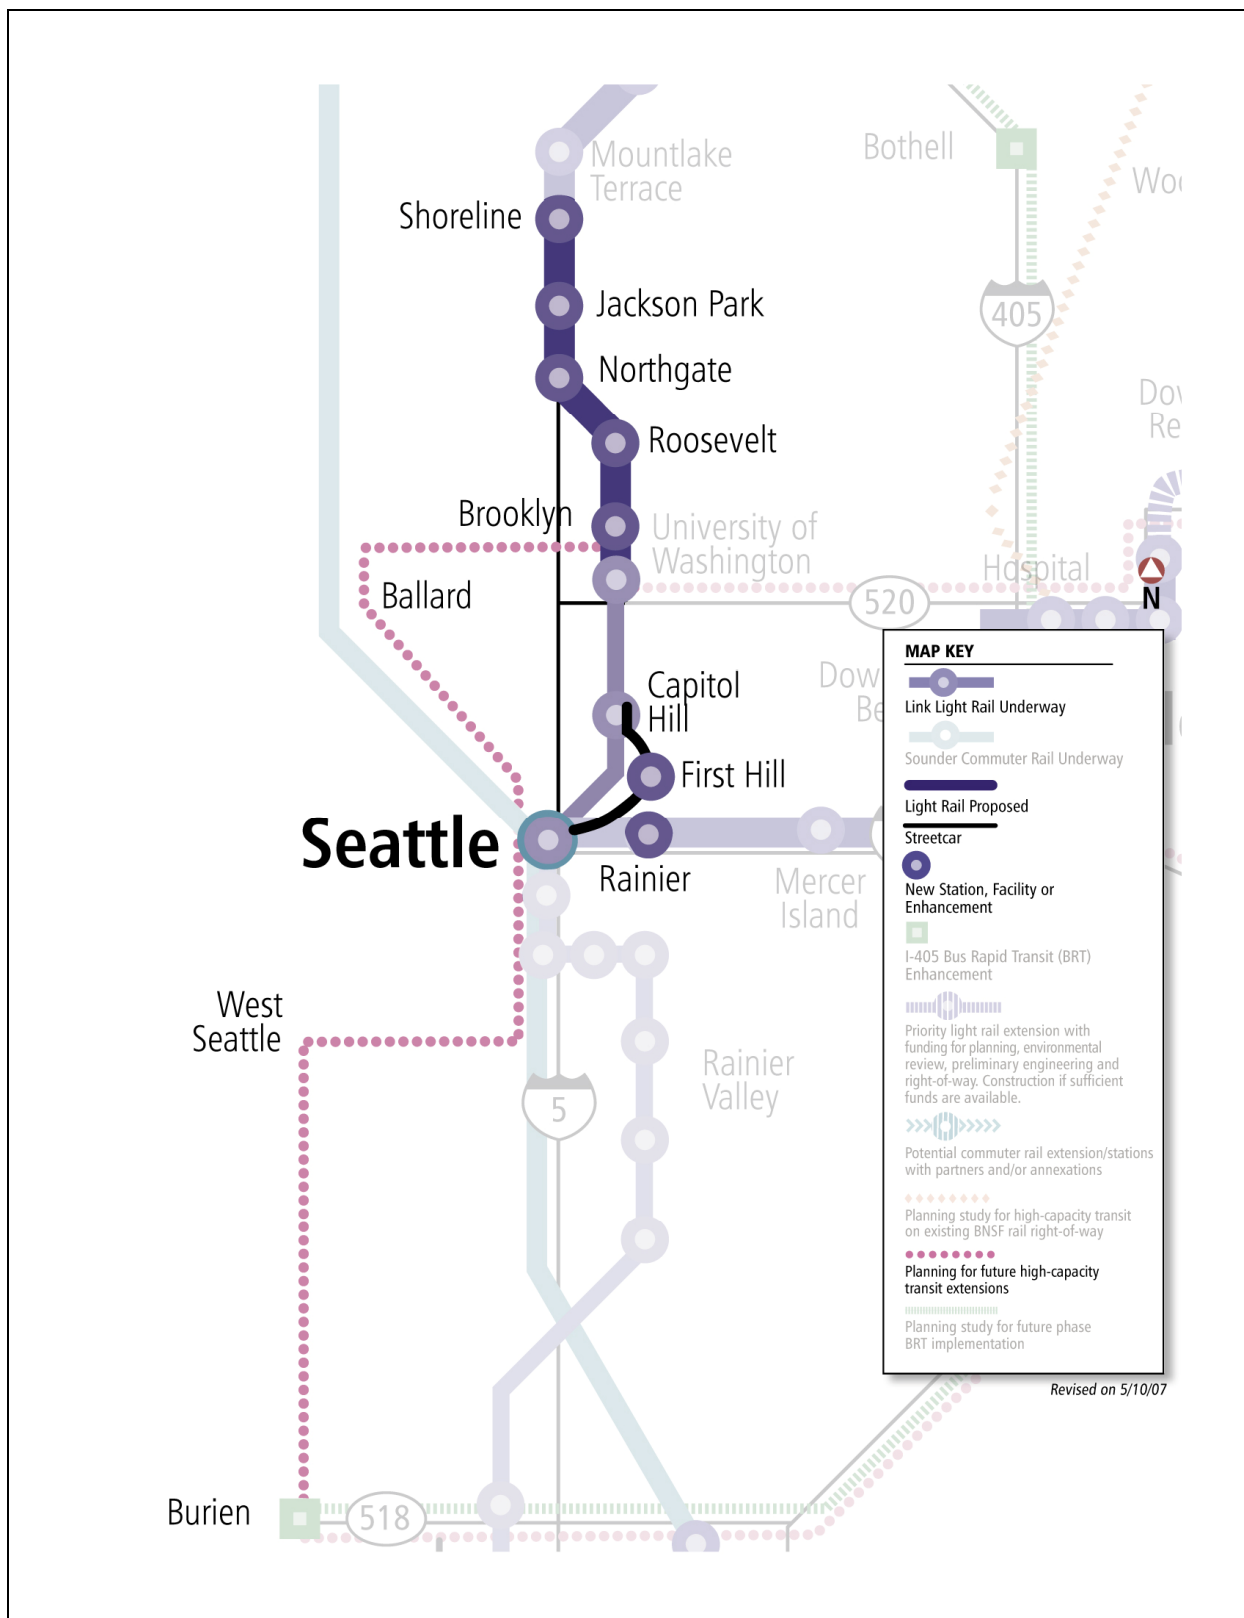 Mountlake
Terrace
Bothell
Shoreline
Jackson Park
405
Northgate
Roosevelt
Brooklyn
University of
Washington
Hospital
Ballard
520
N
Capitol
Hill
First Hill
Seattle
Rainier
Mercer
Island
West
Seattle
Rainier
Valley
5
Burien
518
MAP KEY
Link Light Rail Underway
Sounder Commuter Rail Underway
Light Rail Proposed
Streetcar
New Station, Facility or
Enhancement
I-405 Bus Rapid Transit (BRT)
Enhancement
Priority light rail extension with
funding for planning, environmental
review, preliminary engineering and
right-of-way. Construction if sufficient
funds are available.
Potential commuter rail extension/stations
with partners and/or annexations
Planning study for high-capacity transit
on existing BNSF rail right-of-way
Planning for future high-capacity
transit extensions
Planning study for future phase
BRT implementation
Revised on 5/10/07